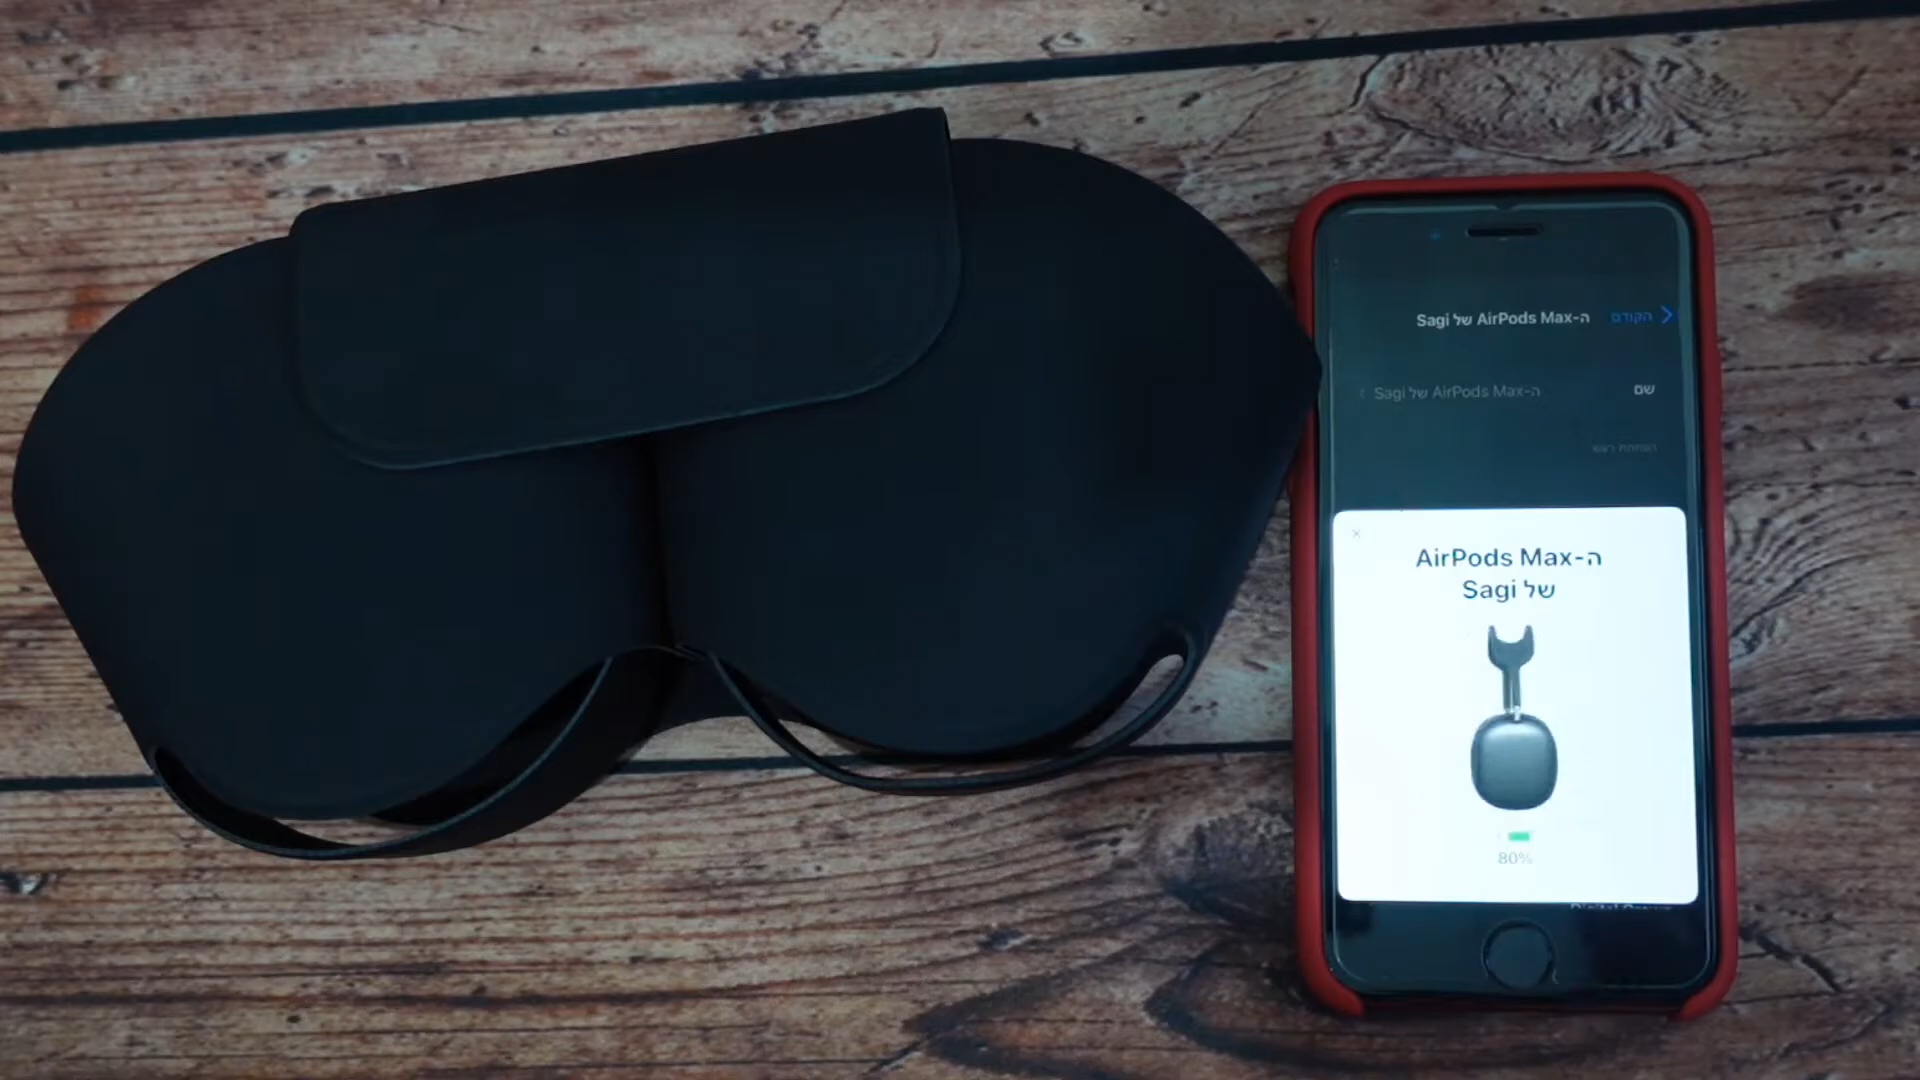 הקודם ה-AirPods Max של Sagi
שם ה-AirPods Max של Sagi
ה-AirPods Max
של Sagi
80%